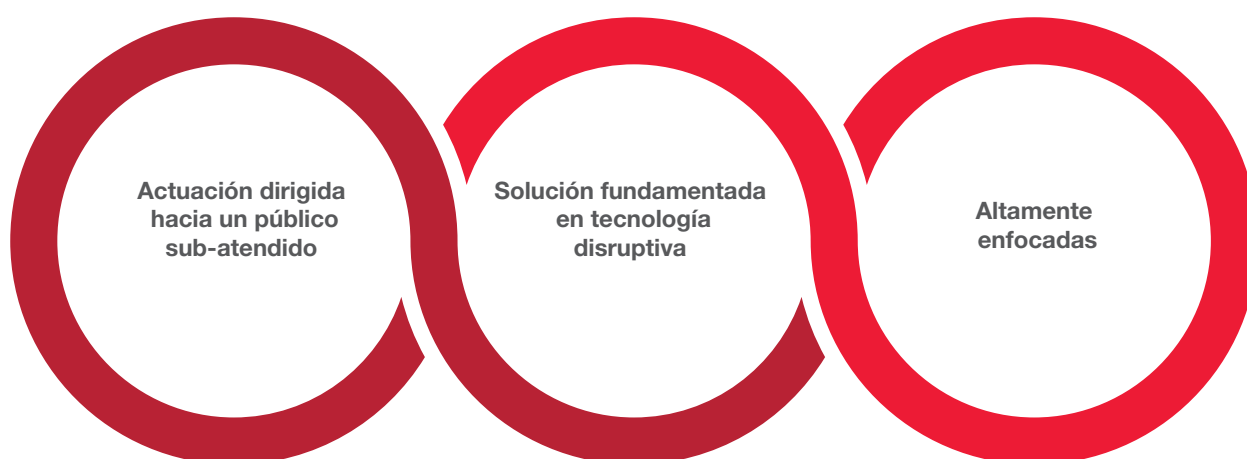 Actuación dirigida
hacia un público
sub-atendido
Solución fundamentada
en tecnología
disruptiva
Altamente
enfocadas